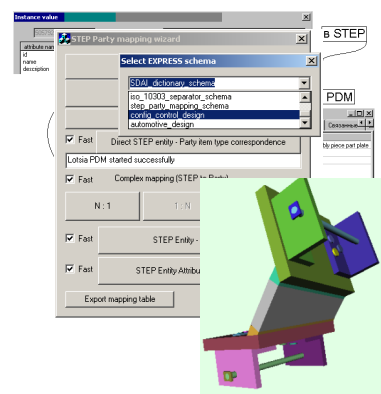 Instance value
в STEP
STEP Party mapping wizard
attribute nam
id
name
description
Select EXPRESS schema
SDAI_dictionary_schema
iso_10303_separator_schema
step_party_mapping_schema
config_control_design
automotive_design
PDM
Связанные
Fast
Direct STEP entity - Party item type correspondence
bly piece part plate
Lotsia PDM started successfully
Fast
Complex mapping (STEP to Party)
N : 1
1 : N
Fast
STEP Entity -
Fast
STEP Entity Attribu
Export mapping table